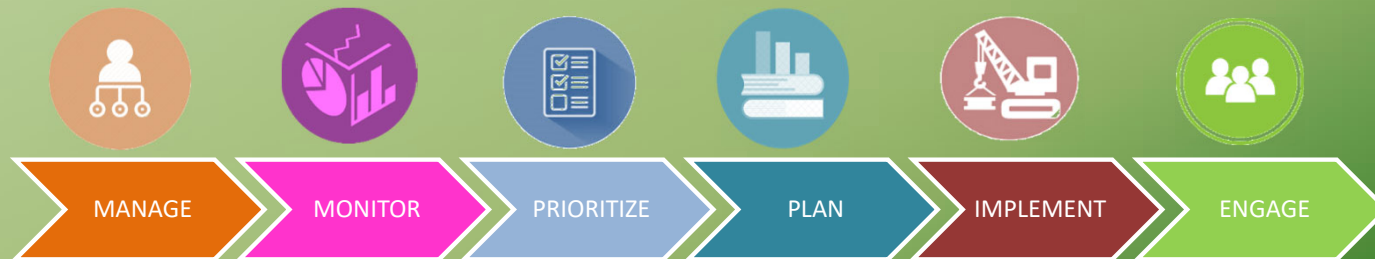 MANAGE
MONITOR
PRIORITIZE
PLAN
IMPLEMENT
ENGAGE